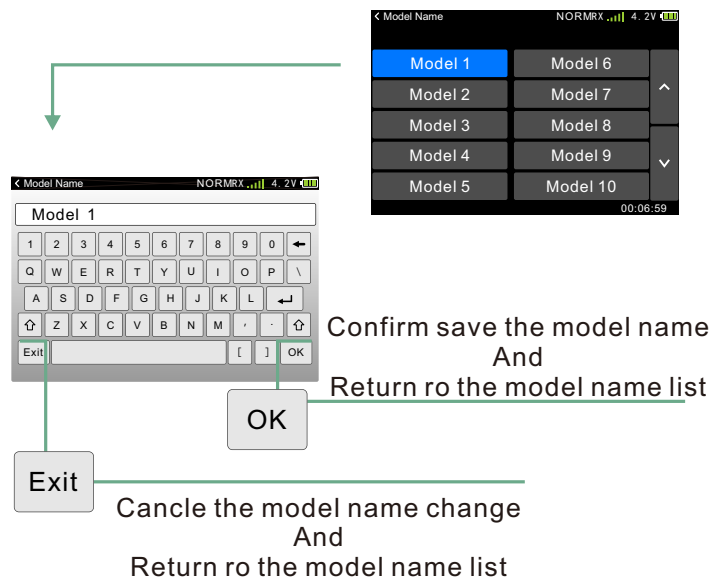 < Model Name NORMRX 4. 2V
Model 1 Model 6
Model 2 Model 7
Model 3 Model 8
Model 4 Model 9
Model 5 Model 10
00:06:59
< Model Name NORMRX 4. 2V
Model 1
1 2 3 4 5 6 7 8 9 0
Q W E R T Y U I O P \
A S D F G H J K L
Z X C V B N M , .
Exit [ ] OK
Confirm save the model name
And
Return ro the model name list
OK
Exit
Cancle the model name change
And
Return ro the model name list